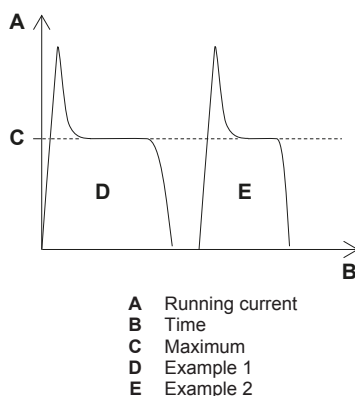 A
C
D
E
B
A Running current
B Time
C Maximum
D Example 1
E Example 2